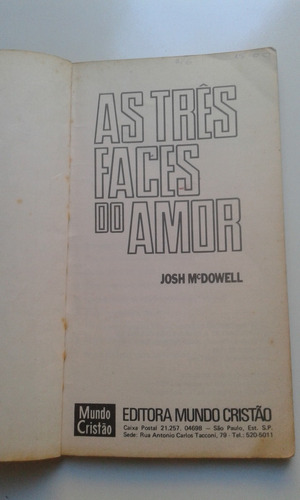 AS TRÊS
FACES
DO AMOR
JOSH McDOWELL
Mundo
Cristão
EDITORA MUNDO CRISTÃO
Caixa Postal 21.257, 04698 – São Paulo, Est. S.P.
Sede: Rua Antonio Carlos Tacconi, 79 Tel.: 520-5011